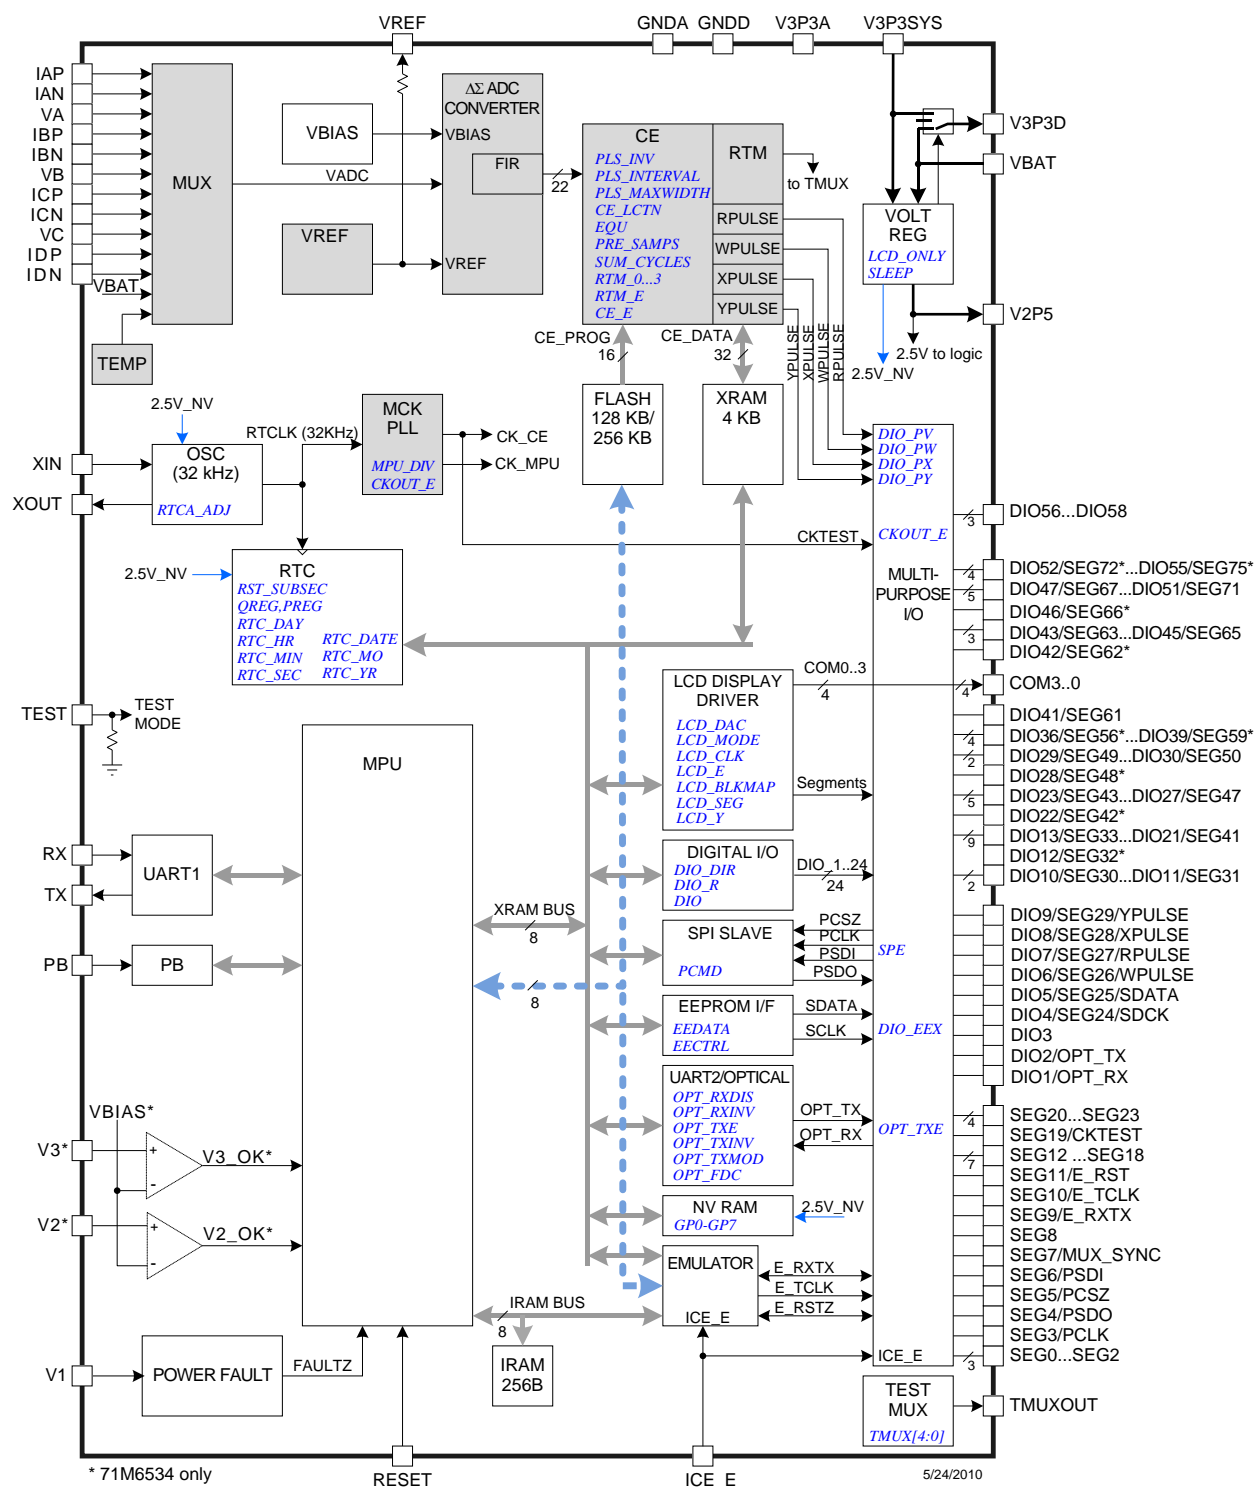 VREF
GNDA
GNDD
V3P3A
V3P3SYS
IAP
IAN
VA
IBP
IBN
VB
ICP
ICN
VC
IDP
IDN
VBAT
MUX
TEMP
VBIAS
VADC
VREF
ΔΣ ADC
CONVERTER
VBIAS
FIR
VREF
22
CE
PLS_INV
PLS_INTERVAL
PLS_MAXWIDTH
CE_LCTN
EQU
PRE_SAMPS
SUM_CYCLES
RTM_0...3
RTM_E
CE_E
RTM
to TMUX
RPULSE
WPULSE
XPULSE
YPULSE
V3P3D
VBAT
VOLT
REG
LCD_ONLY
SLEEP
V2P5
2.5V to logic
2.5V_NV
CE_PROG
16
CE_DATA
32
YPULSE
XPULSE
WPULSE
RPULSE
FLASH
128 KB/
256 KB
XRAM
4 KB
2.5V_NV
RTCLK (32KHz)
MCK
PLL
MPU_DIV
CKOUT_E
CK_CE
CK_MPU
XIN
XOUT
OSC
(32 kHz)
RTCA_ADJ
DIO_PV
DIO_PW
DIO_PX
DIO_PY
CKTEST
CKOUT_E
MULTI-
PURPOSE
I/O
2.5V_NV
RTC
RST_SUBSEC
QREG,PREG
RTC_DAY
RTC_HR
RTC_MIN
RTC_SEC
RTC_DATE
RTC_MO
RTC_YR
DIO56...DIO58
3
DIO52/SEG72*...DIO55/SEG75*
4
DIO47/SEG67...DIO51/SEG71
5
DIO46/SEG66*
DIO43/SEG63...DIO45/SEG65
3
DIO42/SEG62*
COM3..0
4
TEST
TEST
MODE
MPU
LCD DISPLAY
DRIVER
LCD_DAC
LCD_MODE
LCD_CLK
LCD_E
LCD_BLKMAP
LCD_SEG
LCD_Y
COM0..3
4
Segments
DIO41/SEG61
DIO36/SEG56*...DIO39/SEG59*
4
DIO29/SEG49...DIO30/SEG50
2
DIO28/SEG48*
DIO23/SEG43...DIO27/SEG47
5
DIO22/SEG42*
DIO13/SEG33...DIO21/SEG41
9
DIO12/SEG32*
DIO10/SEG30...DIO11/SEG31
2
RX
TX
UART1
DIGITAL I/O
DIO_DIR
DIO_R
DIO
DIO_1..24
24
XRAM BUS
8
8
PB
PB
SPI SLAVE
PCMD
PCSZ
PCLK
PSDI
PSDO
SPE
EEPROM I/F
EEDATA
EECTRL
SDATA
SCLK
DIO_EEX
DIO9/SEG29/YPULSE
DIO8/SEG28/XPULSE
DIO7/SEG27/RPULSE
DIO6/SEG26/WPULSE
DIO5/SEG25/SDATA
DIO4/SEG24/SDCK
DIO3
DIO2/OPT_TX
DIO1/OPT_RX
UART2/OPTICAL
OPT_RXDIS
OPT_RXINV
OPT_TXE
OPT_TXINV
OPT_TXMOD
OPT_FDC
OPT_TX
OPT_RX
OPT_TXE
VBIAS*
V3*
+
-
V3_OK*
V2*
+
-
V2_OK*
NV RAM
GP0-GP7
2.5V_NV
EMULATOR
ICE_E
E_RXTX
E_TCLK
E_RSTZ
ICE_E
SEG20...SEG23
4
SEG19/CKTEST
SEG12 ...SEG18
7
SEG11/E_RST
SEG10/E_TCLK
SEG9/E_RXTX
SEG8
SEG7/MUX_SYNC
SEG6/PSDI
SEG5/PCSZ
SEG4/PSDO
SEG3/PCLK
SEG0...SEG2
3
IRAM BUS
8
IRAM
256B
V1
POWER FAULT
FAULTZ
TEST
MUX
TMUX[4:0]
TMUXOUT
* 71M6534 only
RESET
ICE E
5/24/2010